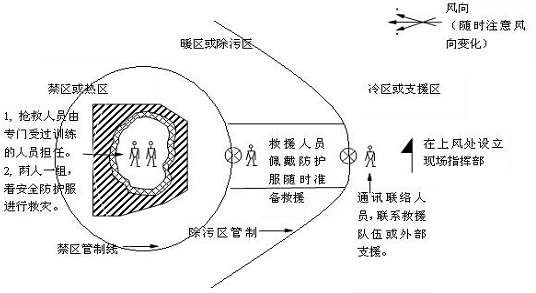 风向
（随时注意风
向变化）
暖区或除污区
禁区或热区
冷区或支援区
1, 抢救人员由
专门受过训练
的人员担任。
2, 两人一组，
着安全防护服
进行救灾。
救援人员
佩戴防护
服随时准
备救援
在上风处设立
现场指挥部
通讯联络人
员，联系救援
队伍或外部
支援。
除污区管制
禁区管制线